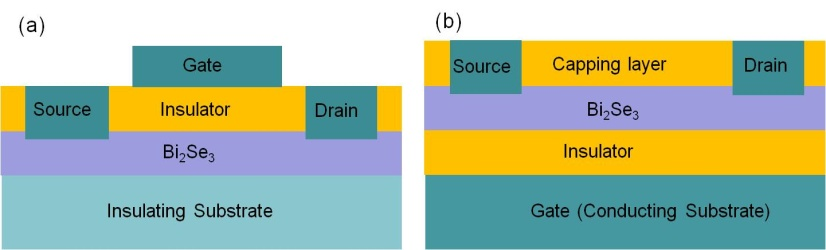 (a)
Gate
Source Insulator Drain
Bi₂Se₃
Insulating Substrate
(b)
Source Capping layer Drain
Bi₂Se₃
Insulator
Gate (Conducting Substrate)